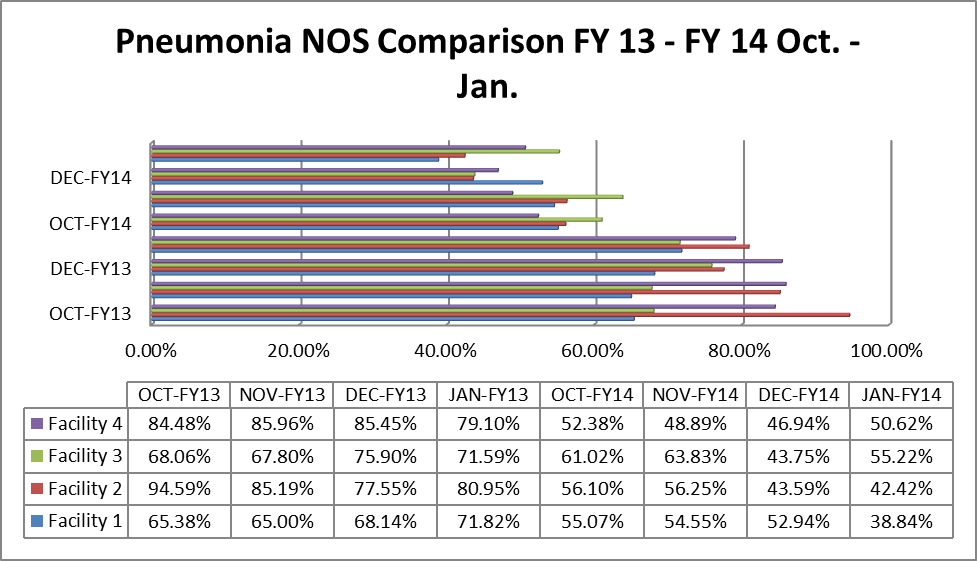 Pneumonia NOS Comparison FY 13 - FY 14 Oct. -
Jan.
DEC-FY14
OCT-FY14
DEC-FY13
OCT-FY13
0.00% 20.00% 40.00% 60.00% 80.00% 100.00%
OCT-FY13 NOV-FY13 DEC-FY13 JAN-FY13 OCT-FY14 NOV-FY14 DEC-FY14 JAN-FY14
Facility 4 84.48% 85.96% 85.45% 79.10% 52.38% 48.89% 46.94% 50.62%
Facility 3 68.06% 67.80% 75.90% 71.59% 61.02% 63.83% 43.75% 55.22%
Facility 2 94.59% 85.19% 77.55% 80.95% 56.10% 56.25% 43.59% 42.42%
Facility 1 65.38% 65.00% 68.14% 71.82% 55.07% 54.55% 52.94% 38.84%